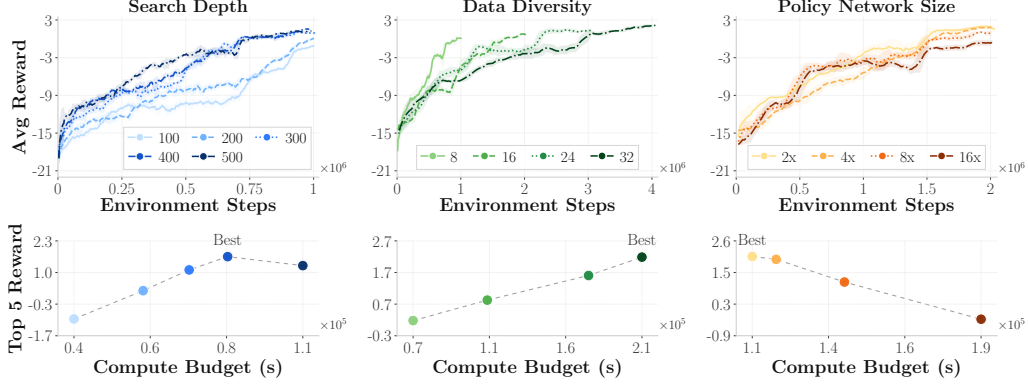 Search Depth
Data Diversity
Policy Network Size
Avg Reward
3
-3
-9
-15
-21
100 200 300
400 500
0 0.25 0.5 0.75 1
×10⁶
Environment Steps
3
-3
-9
-15
-21
8 16 24 32
0 1 2 3 4
×10⁶
Environment Steps
3
-3
-9
-15
-21
2x 4x 8x 16x
0 0.5 1 1.5 2
×10⁶
Environment Steps
Top 5 Reward
2.3
1.0
-0.3
-1.7
Best
0.4 0.6 0.8 1.1
×10⁵
Compute Budget (s)
2.7
1.7
0.7
-0.3
Best
0.7 1.1 1.6 2.1
×10⁵
Compute Budget (s)
2.6
1.5
0.3
-0.9
Best
1.1 1.4 1.6 1.9
×10⁵
Compute Budget (s)